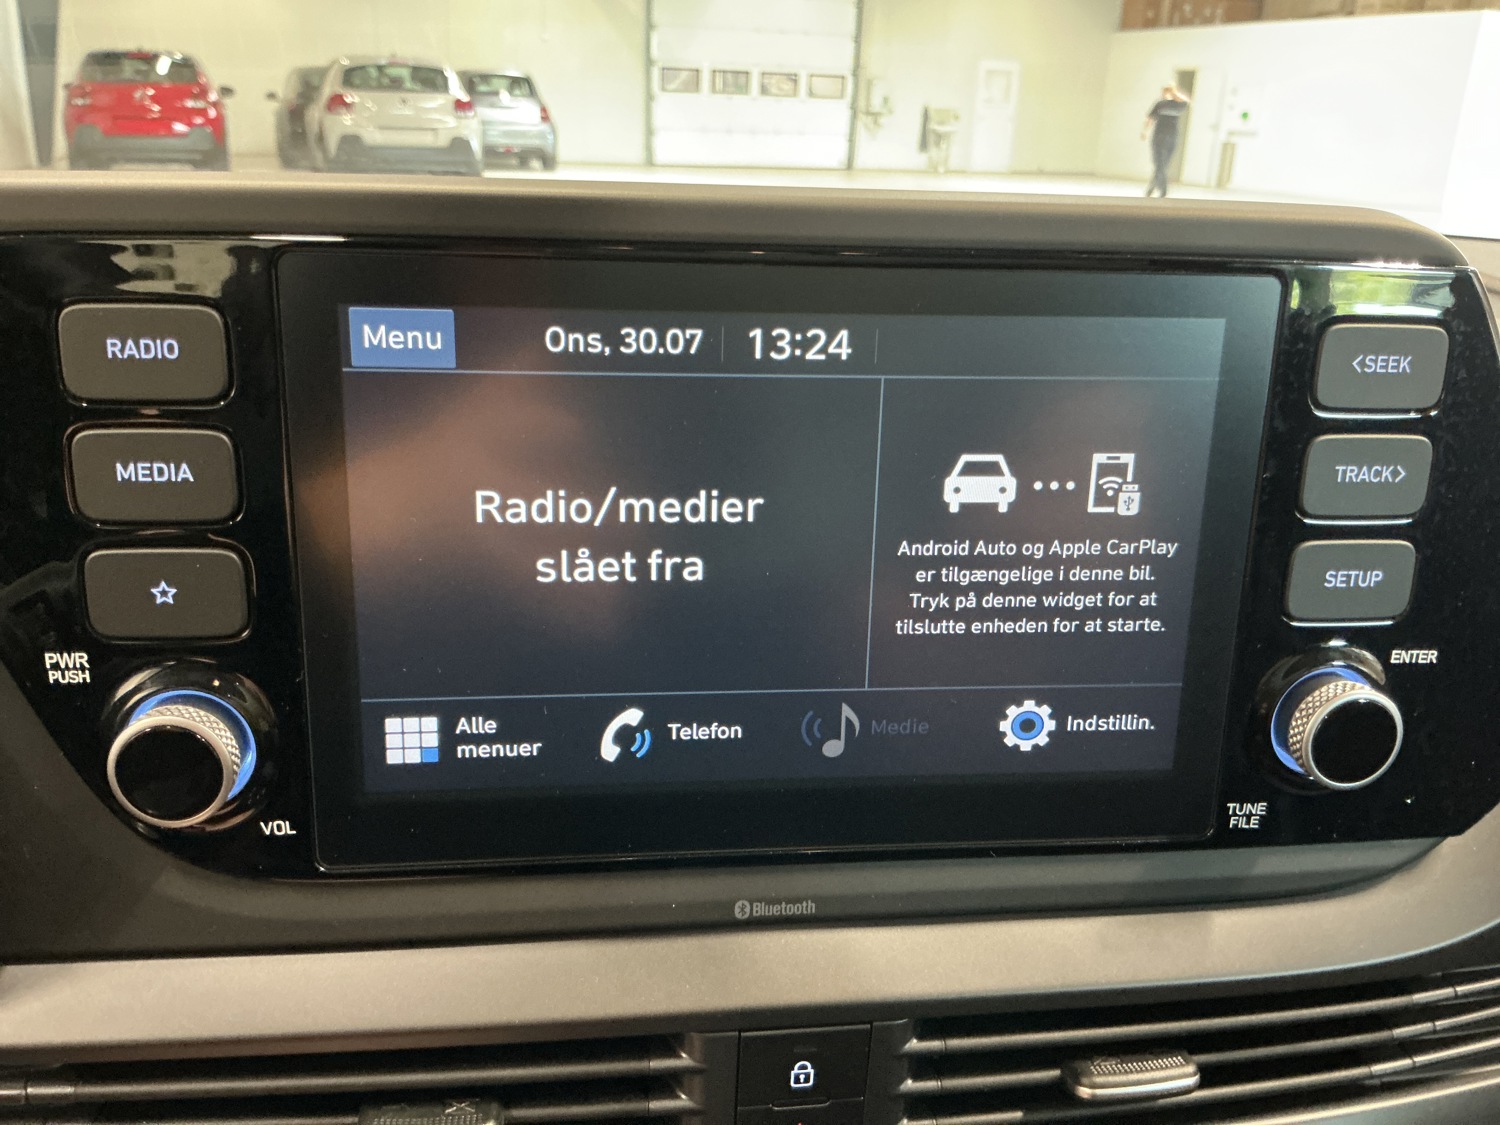 RADIO
MEDIA
PWR
PUSH
VOL
Menu
Ons, 30.07
13:24
Radio/medier
slået fra
Android Auto og Apple CarPlay
er tilgængelige i denne bil.
Tryk på denne widget for at
tilslutte enheden for at starte.
Alle
menuer
Telefon
Medie
Indstillin.
<SEEK
TRACK>
SETUP
ENTER
TUNE
FILE
Bluetooth